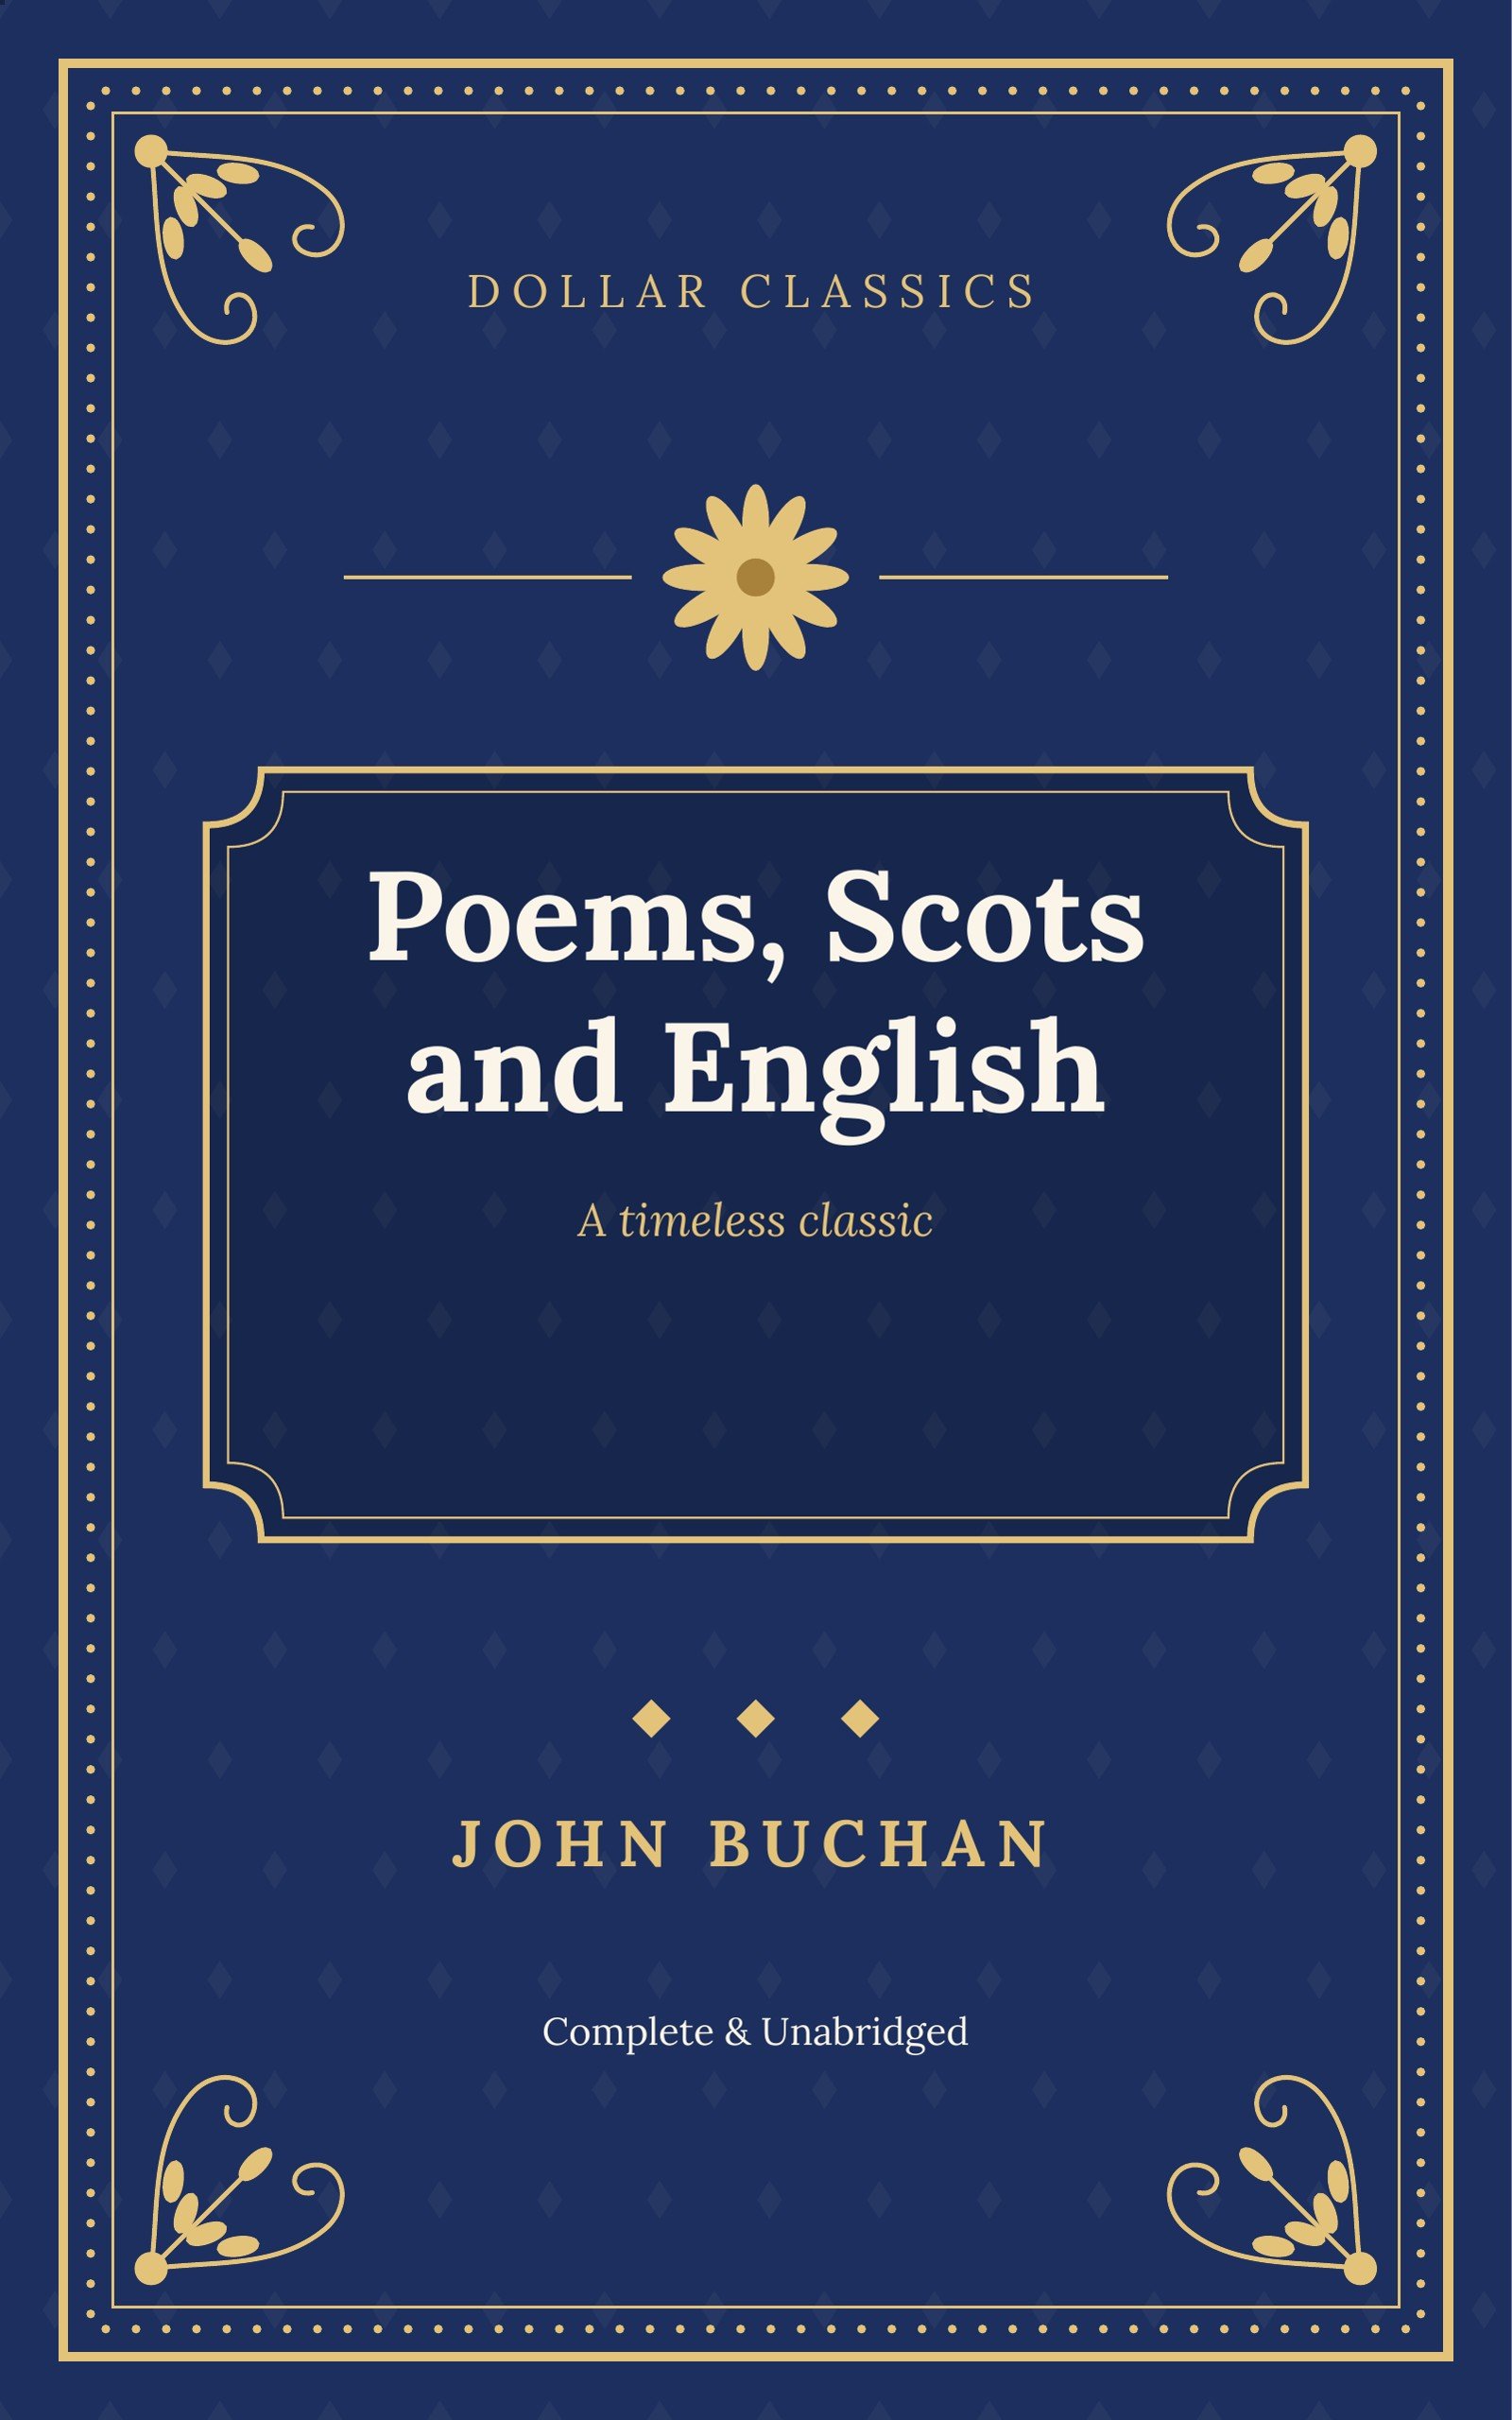 DOLLAR CLASSICS
Poems, Scots
and English
A timeless classic
JOHN BUCHAN
Complete & Unabridged